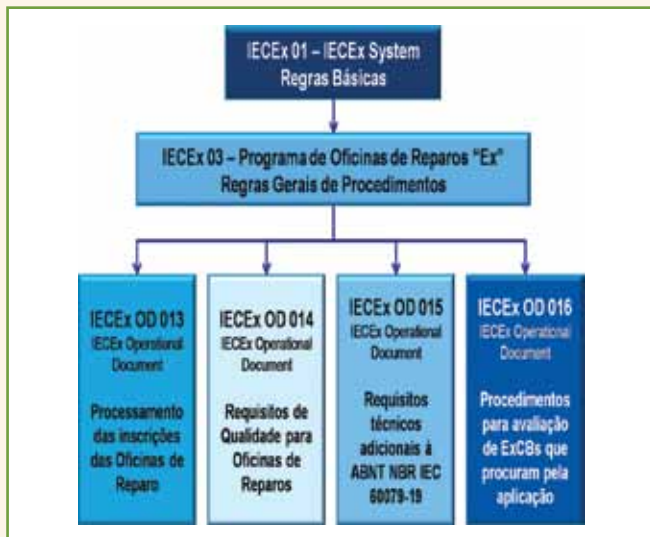 IECEx 01 – IECEx System
Regras Básicas
IECEx 03 – Programa de Oficinas de Reparos “Ex”
Regras Gerais de Procedimentos
IECEx OD 013
IECEx Operational
Document
Processamento
das inscrições
das Oficinas de
Reparo
IECEx OD 014
IECEx Operational
Document
Requisitos de
Qualidade para
Oficinas de
Reparos
IECEx OD 015
IECEx Operational
Document
Requisitos
técnicos
adicionais à
ABNT NBR IEC
60079-19
IECEx OD 016
IECEx Operational
Document
Procedimentos
para avaliação
de ExCBs que
procuram pela
aplicação